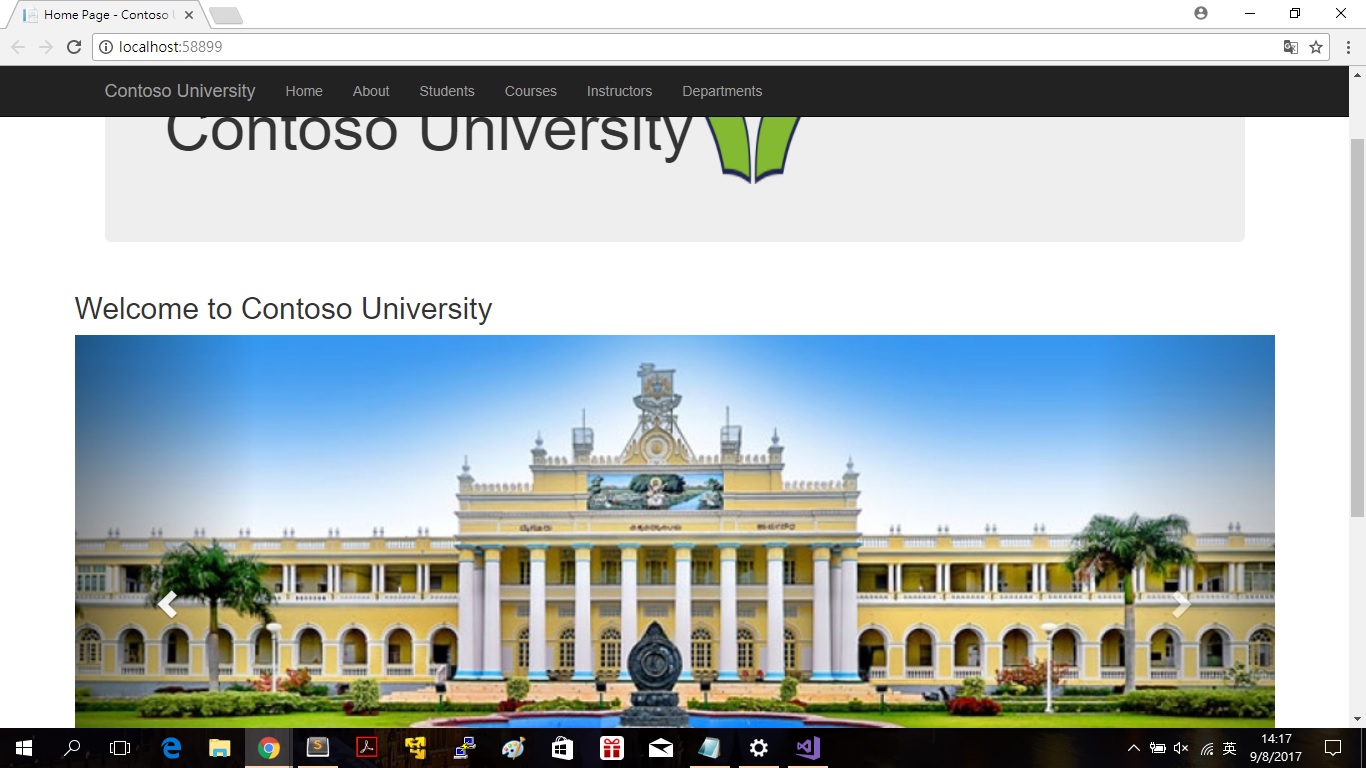 Home Page - Contoso
localhost:58899
Contoso University Home About Students Courses Instructors Departments
Contoso University
Welcome to Contoso University
英
14:17
9/8/2017